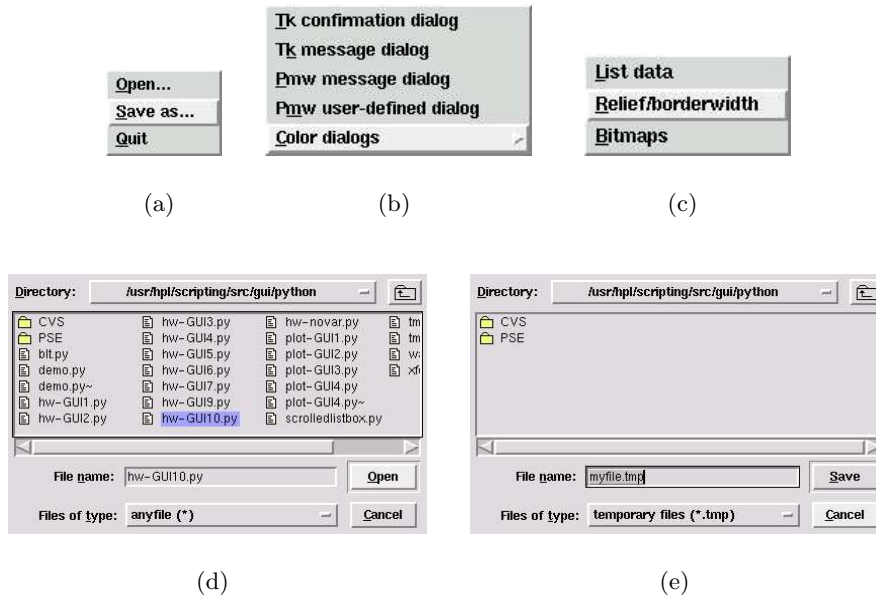 Open...
Save as...
Quit
(a)
Tk confirmation dialog
Tk message dialog
Pmw message dialog
Pmw user-defined dialog
Color dialogs
(b)
List data
Relief/borderwidth
Bitmaps
(c)
Directory: /usr/hpl/scripting/src/gui/python
CVS hw-GUI3.py hw-novar.py tm
PSE hw-GUI4.py plot-GUI1.py tm
blt.py hw-GUI5.py plot-GUI2.py
demo.py hw-GUI6.py plot-GUI3.py
demo.py~ hw-GUI7.py plot-GUI4.py
hw-GUI1.py hw-GUI9.py plot-GUI4.py~
hw-GUI2.py hw-GUI10.py scrolledlistbox.py
File name: hw-GUI10.py Open
Files of type: anyfile (*) Cancel
(d)
Directory: /usr/hpl/scripting/src/gui/python
CVS
PSE
File name: myfile.tmp Save
Files of type: temporary files (*.tmp) Cancel
(e)